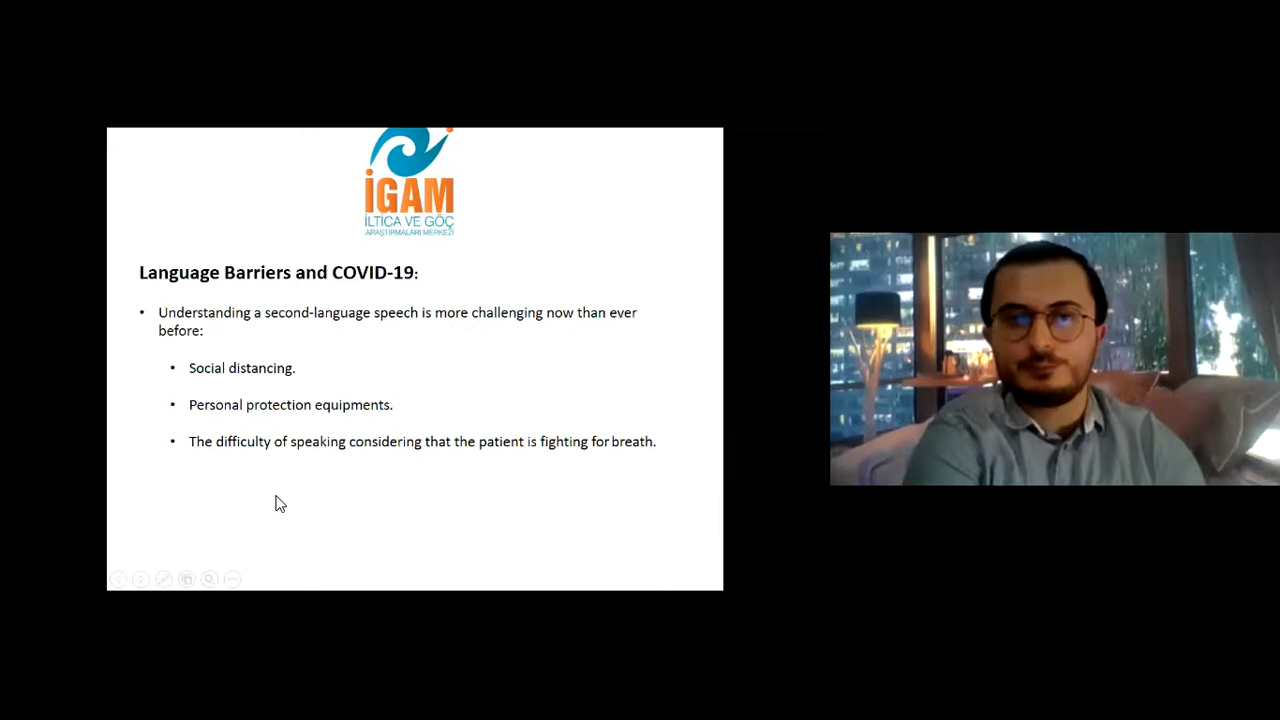 İGAM
İLTİCA VE GÖÇ
ARAŞTIRMALARI MERKEZİ
Language Barriers and COVID-19:
• Understanding a second-language speech is more challenging now than ever
before:
• Social distancing.
• Personal protection equipments.
• The difficulty of speaking considering that the patient is fighting for breath.